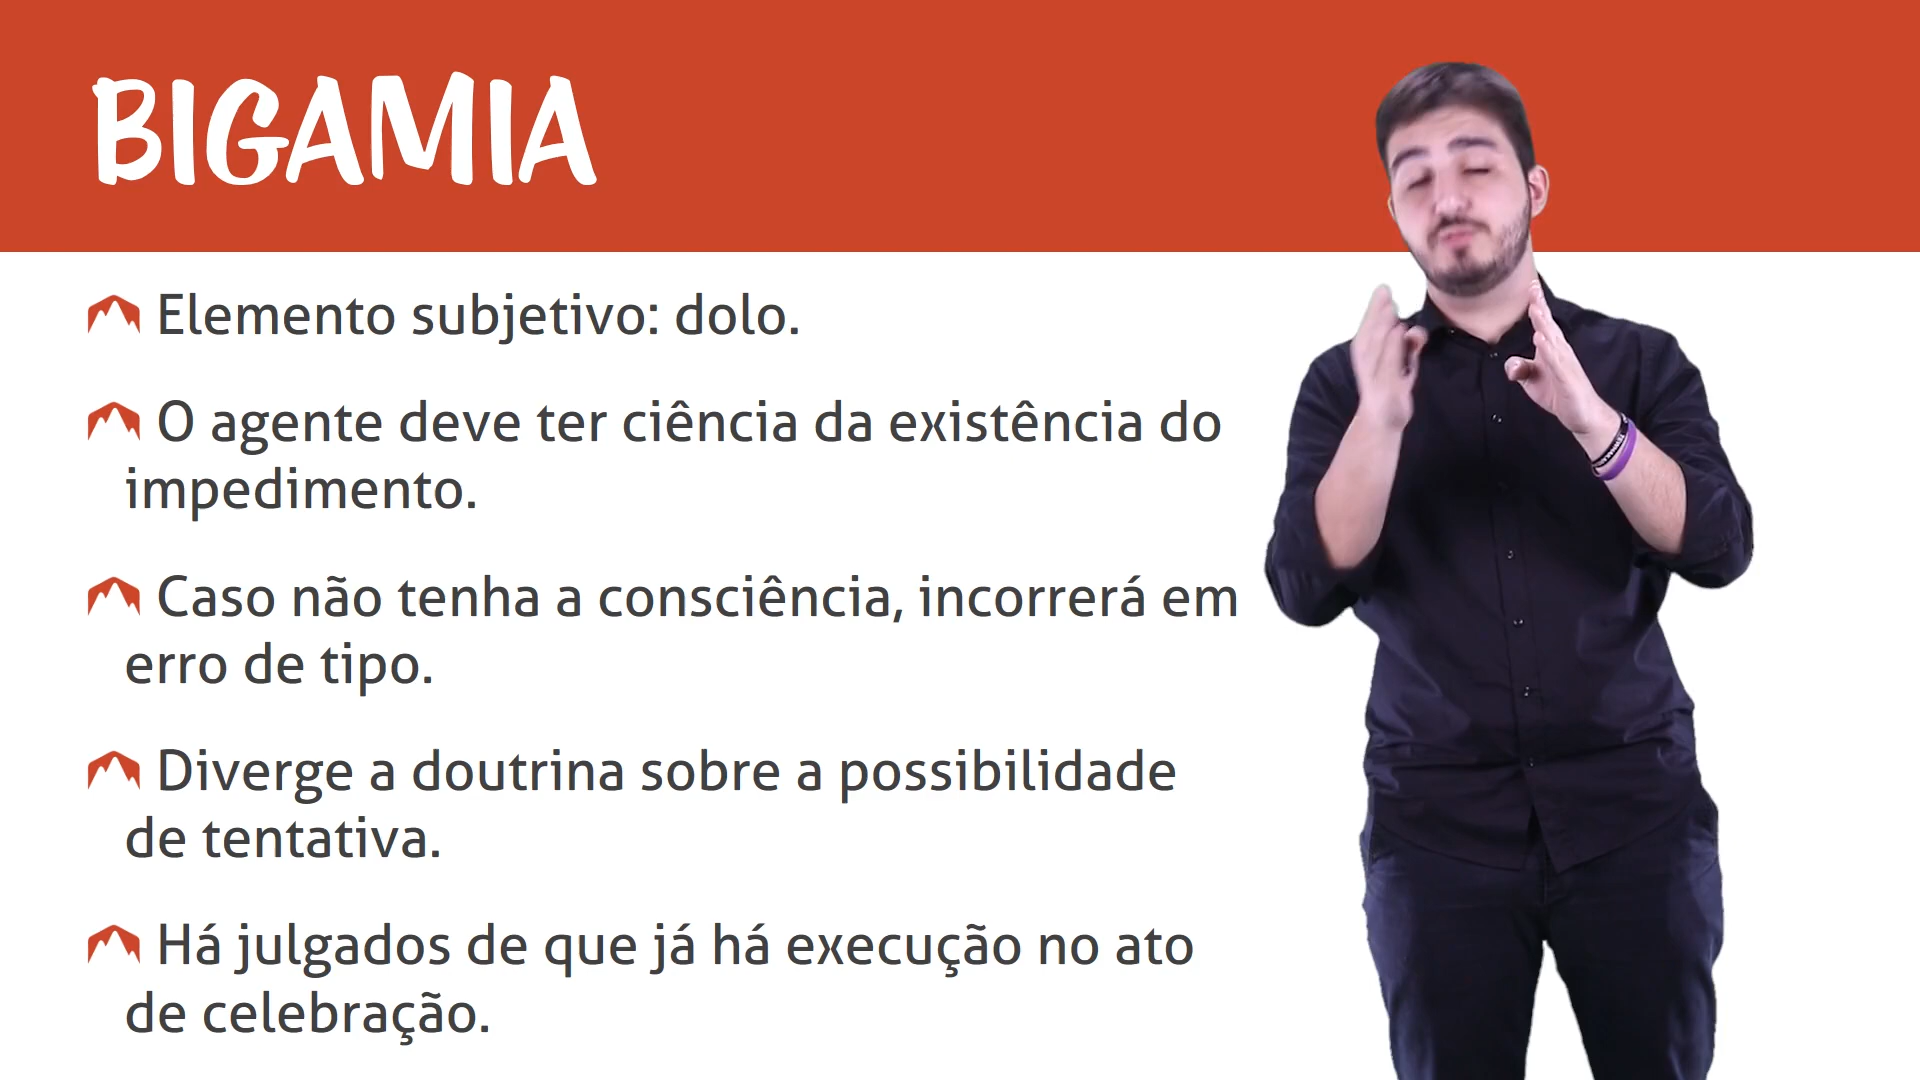 BIGAMIA
Elemento subjetivo: dolo.
O agente deve ter ciência da existência do
impedimento.
Caso não tenha a consciência, incorrerá em
erro de tipo.
Diverge a doutrina sobre a possibilidade
de tentativa.
Há julgados de que já há execução no ato
de celebração.